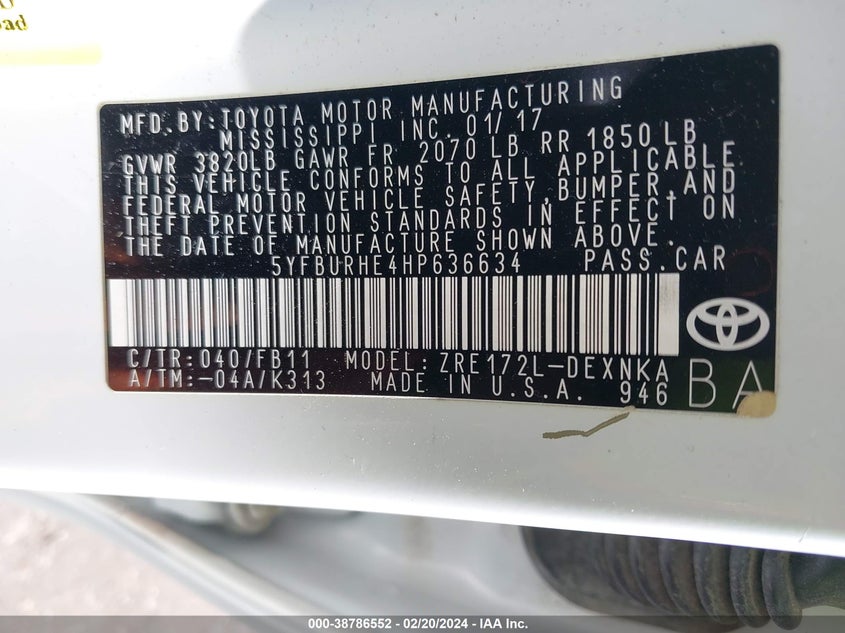 oad
MFD. BY: TOYOTA MOTOR MANUFACTURING
MISSISSIPPI INC. 01/17
GVWR 3820LB GAWR FR 2070 LB RR 1850 LB
THIS VEHICLE CONFORMS TO ALL APPLICABLE
FEDERAL MOTOR VEHICLE SAFETY, BUMPER, AND
THEFT PREVENTION STANDARDS IN EFFECT ON
THE DATE OF MANUFACTURE SHOWN ABOVE.
5YFBURHE4HP636634 PASS. CAR
C/TR: 040/FB11 MODEL: ZRE172L-DEXNKA
A/TM: -04A/K313 MADE IN U.S.A. 946 BA
000-38786552 - 02/20/2024 - IAA Inc.